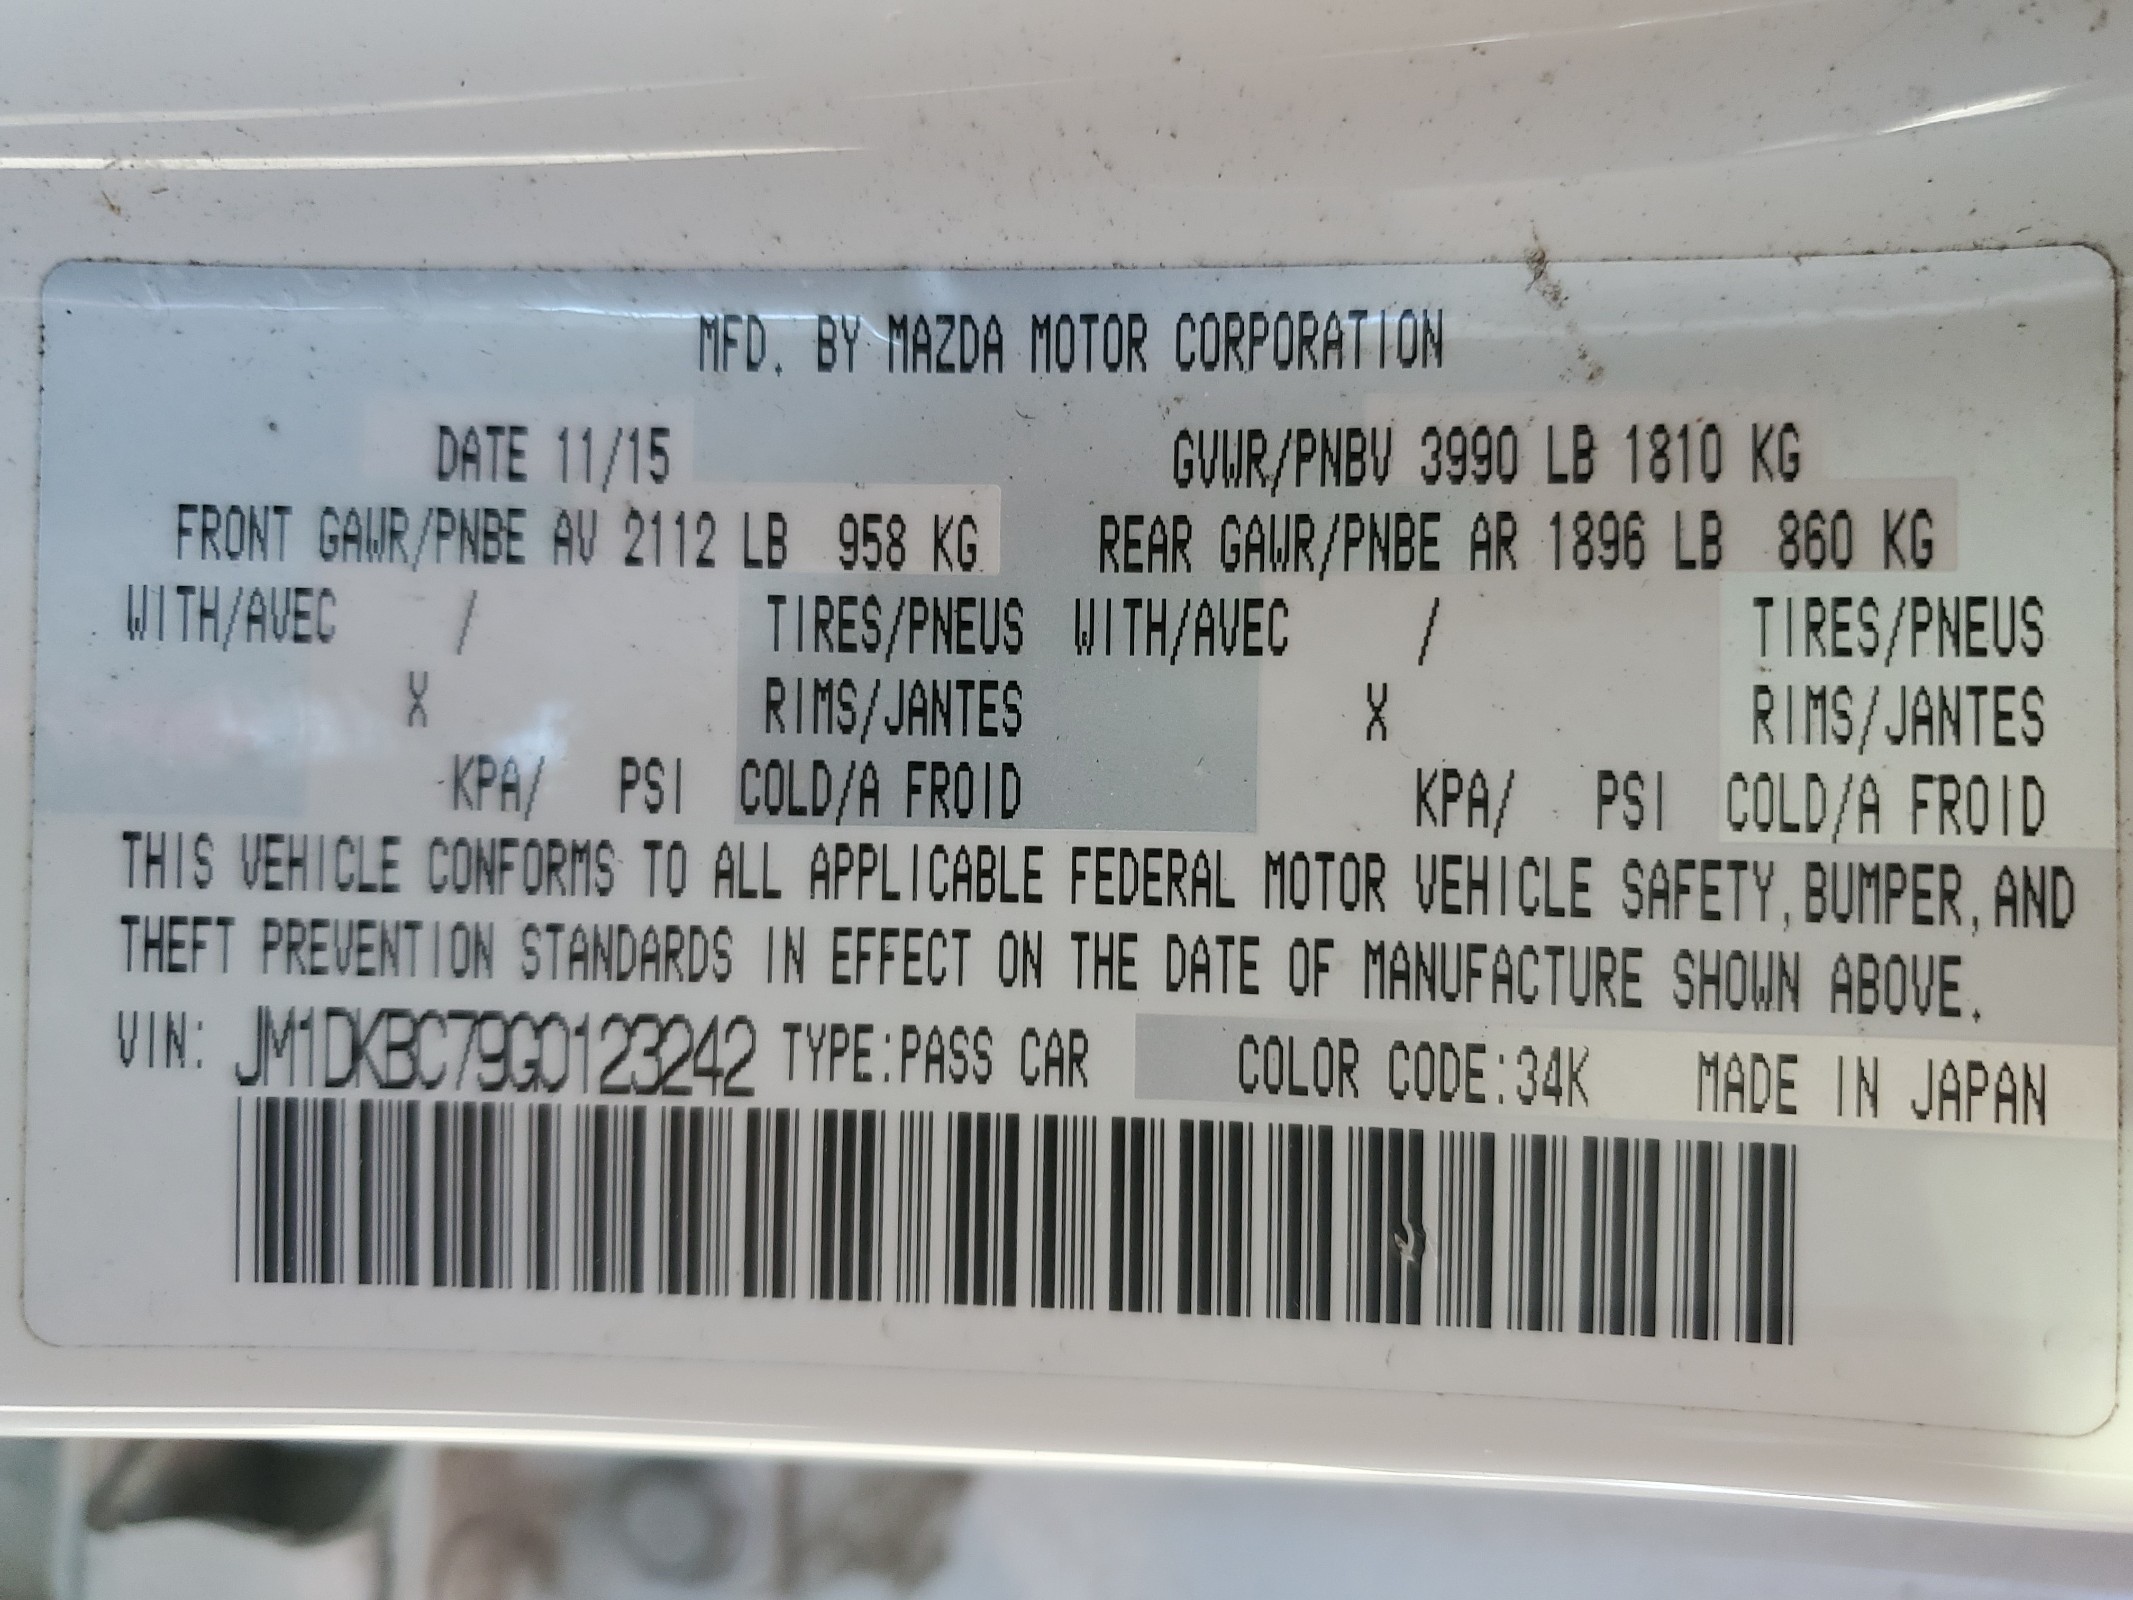 MFD. BY MAZDA MOTOR CORPORATION
DATE 11/15 GVWR/PNBV 3990 LB 1810 KG
FRONT GAWR/PNBE AV 2112 LB 958 KG REAR GAWR/PNBE AR 1896 LB 860 KG
WITH/AVEC / TIRES/PNEUS WITH/AVEC / TIRES/PNEUS
X RIMS/JANTES X RIMS/JANTES
KPA/ PSI COLD/A FROID KPA/ PSI COLD/A FROID
THIS VEHICLE CONFORMS TO ALL APPLICABLE FEDERAL MOTOR VEHICLE SAFETY, BUMPER, AND
THEFT PREVENTION STANDARDS IN EFFECT ON THE DATE OF MANUFACTURE SHOWN ABOVE.
VIN: JM1DKBC79G0123242 TYPE:PASS CAR COLOR CODE:34K MADE IN JAPAN